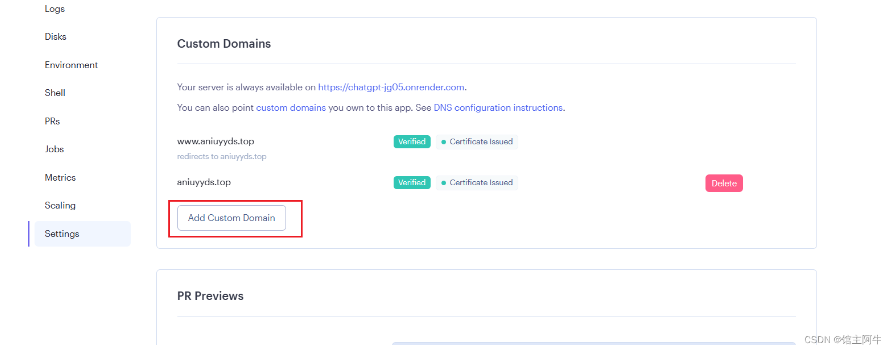 Logs
Disks
Environment
Shell
PRs
Jobs
Metrics
Scaling
Settings
Custom Domains
Your server is always available on https://chatgpt-jg05.onrender.com.
You can also point custom domains you own to this app. See DNS configuration instructions.
www.aniuyyds.top Verified Certificate Issued
redirects to aniuyyds.top
aniuyyds.top Verified Certificate Issued Delete
Add Custom Domain
PR Previews
CSDN @馆主阿牛